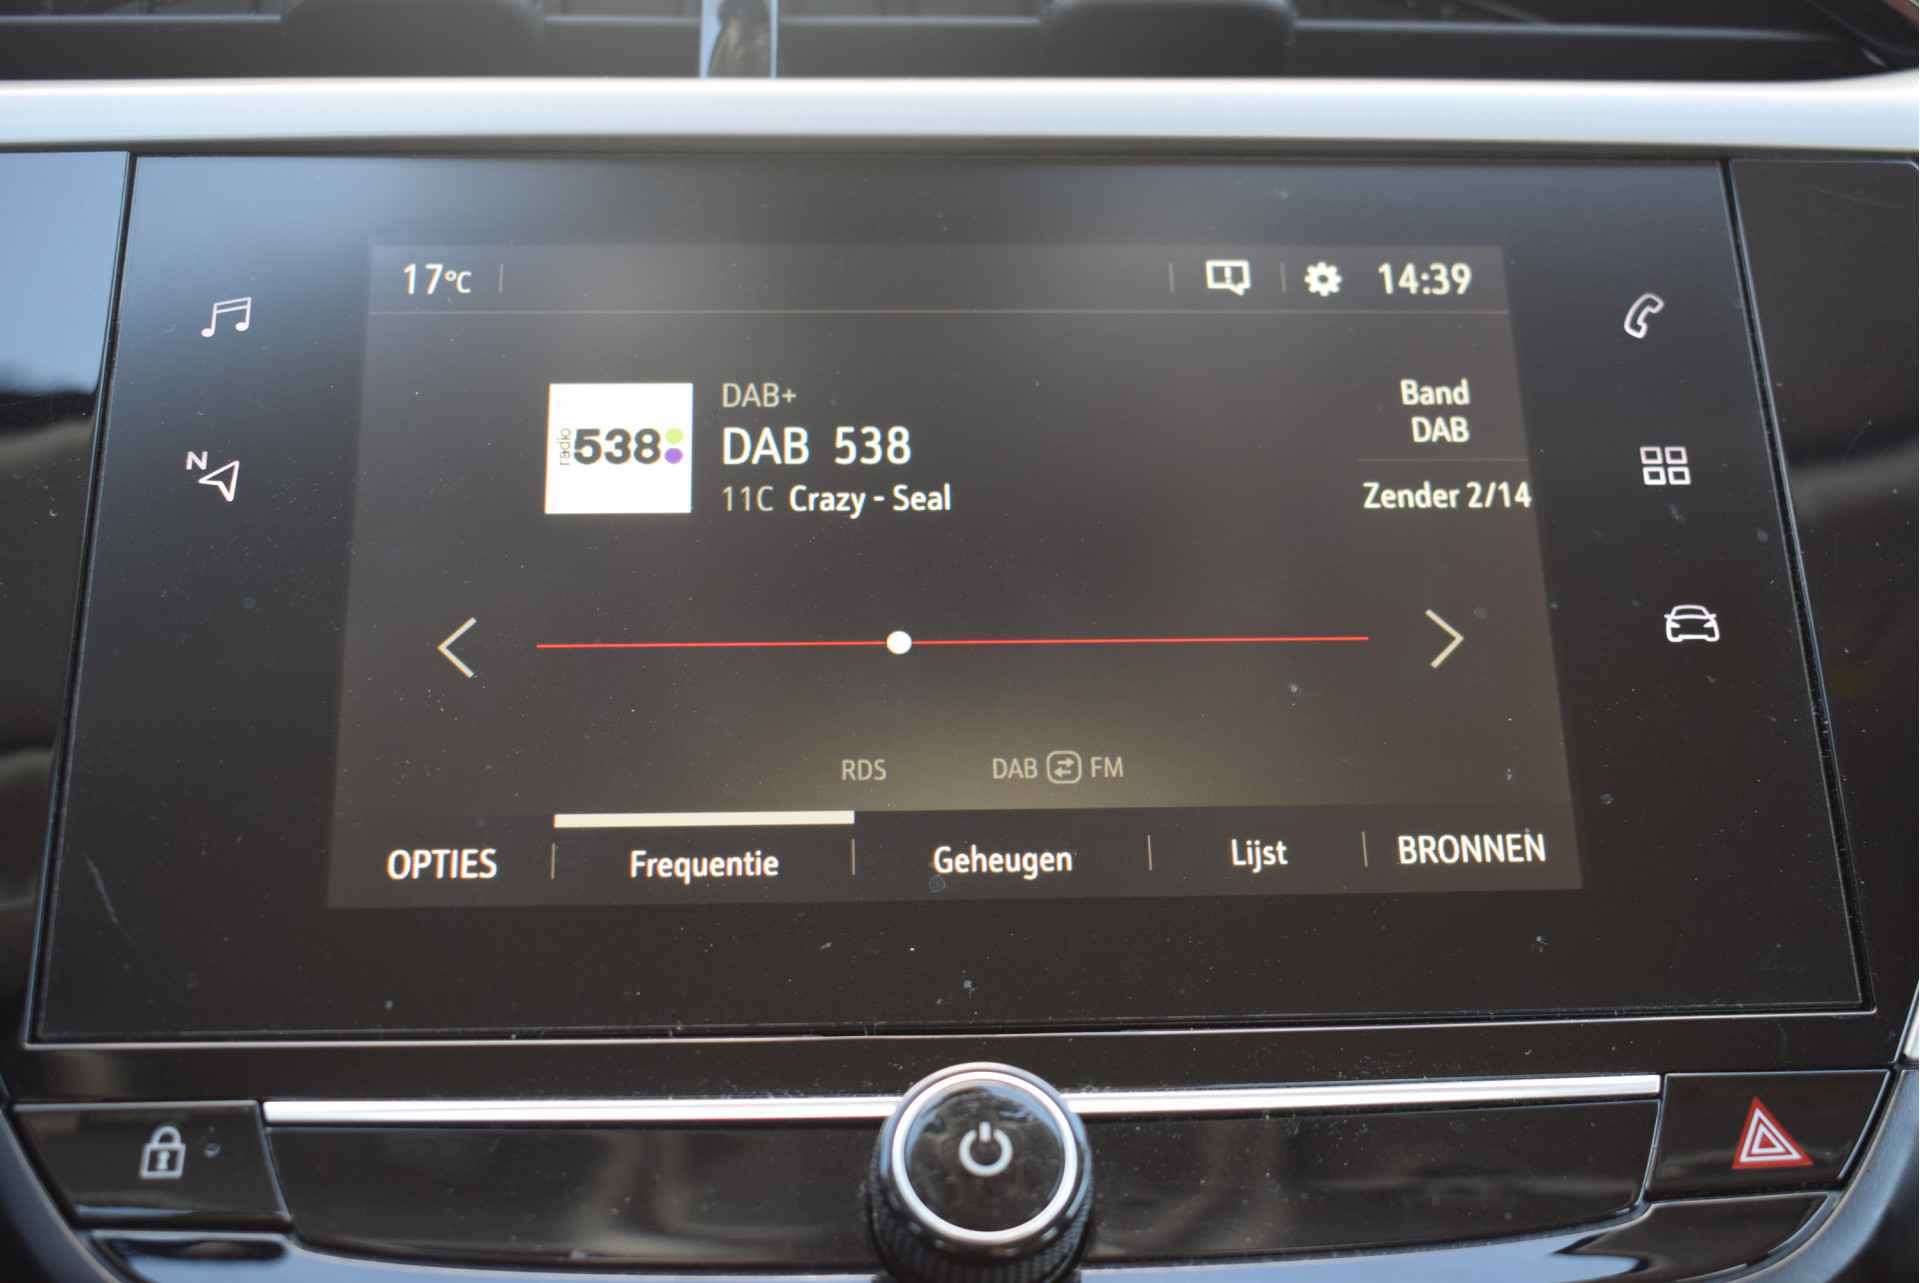 17°C
14:39
N
radio 538
DAB+
DAB 538
11C Crazy - Seal
Band
DAB
Zender 2/14
RDS
DAB FM
OPTIES
Frequentie
Geheugen
Lijst
BRONNEN